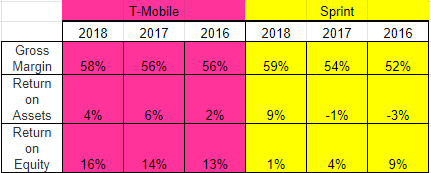 T-Mobile Sprint
2018 2017 2016 2018 2017 2016
Gross
Margin 58% 56% 56% 59% 54% 52%
Return
on
Assets 4% 6% 2% 9% -1% -3%
Return
on
Equity 16% 14% 13% 1% 4% 9%